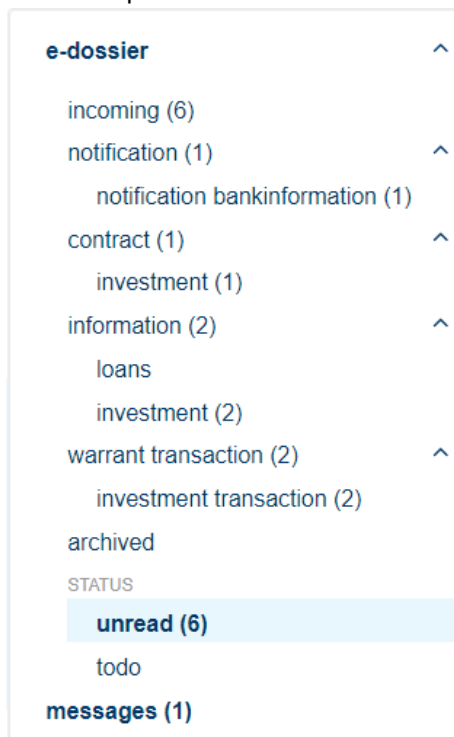 e-dossier
incoming (6)
notification (1)
notification bankinformation (1)
contract (1)
investment (1)
information (2)
loans
investment (2)
warrant transaction (2)
investment transaction (2)
archived
STATUS
unread (6)
todo
messages (1)